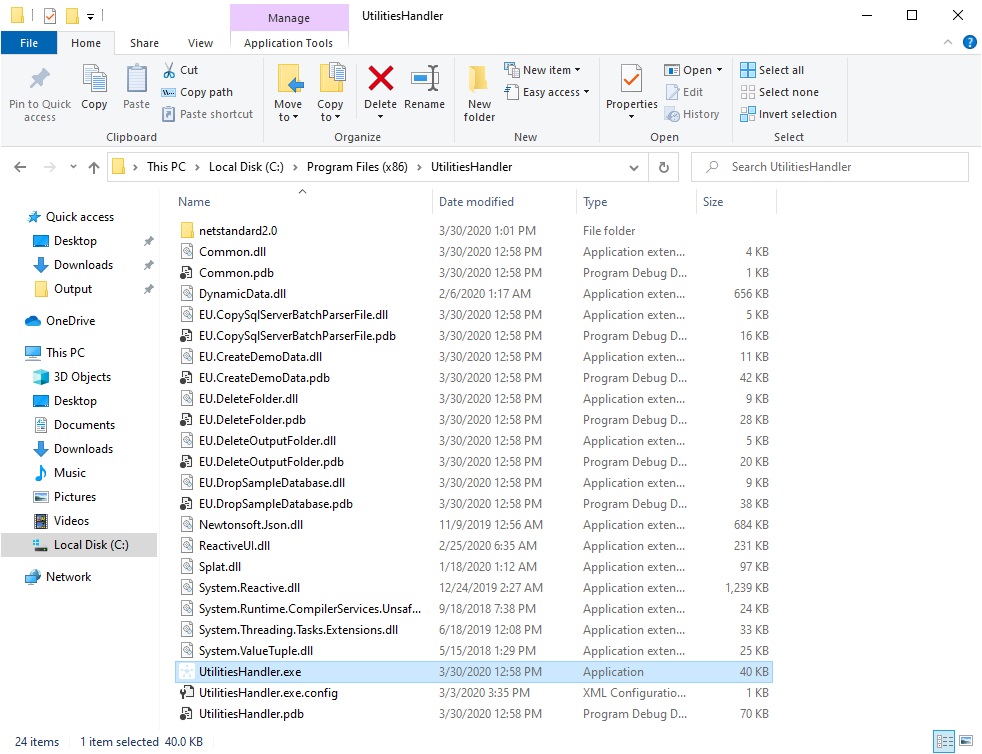 Manage UtilitiesHandler
File Home Share View Application Tools
Pin to Quick access
Copy
Paste
Cut
Copy path
Paste shortcut
Clipboard
Move to
Copy to
Delete
Rename
Organize
New folder
New item
Easy access
New
Properties
Open
Edit
History
Open
Select all
Select none
Invert selection
Select
This PC > Local Disk (C:) > Program Files (x86) > UtilitiesHandler
Search UtilitiesHandler
Quick access
Desktop
Downloads
Output
OneDrive
This PC
3D Objects
Desktop
Documents
Downloads
Music
Pictures
Videos
Local Disk (C:)
Network
Name Date modified Type Size
netstandard2.0 3/30/2020 1:01 PM File folder
Common.dll 3/30/2020 12:58 PM Application exten... 4 KB
Common.pdb 3/30/2020 12:58 PM Program Debug D... 1 KB
DynamicData.dll 2/6/2020 1:17 AM Application exten... 656 KB
EU.CopySqlServerBatchParserFile.dll 3/30/2020 12:58 PM Application exten... 5 KB
EU.CopySqlServerBatchParserFile.pdb 3/30/2020 12:58 PM Program Debug D... 16 KB
EU.CreateDemoData.dll 3/30/2020 12:58 PM Application exten... 11 KB
EU.CreateDemoData.pdb 3/30/2020 12:58 PM Program Debug D... 42 KB
EU.DeleteFolder.dll 3/30/2020 12:58 PM Application exten... 9 KB
EU.DeleteFolder.pdb 3/30/2020 12:58 PM Program Debug D... 28 KB
EU.DeleteOutputFolder.dll 3/30/2020 12:58 PM Application exten... 5 KB
EU.DeleteOutputFolder.pdb 3/30/2020 12:58 PM Program Debug D... 20 KB
EU.DropSampleDatabase.dll 3/30/2020 12:58 PM Application exten... 9 KB
EU.DropSampleDatabase.pdb 3/30/2020 12:58 PM Program Debug D... 38 KB
NewtonsoftJson.dll 11/9/2019 12:56 AM Application exten... 684 KB
ReactiveUI.dll 2/25/2020 6:35 AM Application exten... 231 KB
Splat.dll 1/18/2020 1:12 AM Application exten... 97 KB
System.Reactive.dll 12/24/2019 2:27 AM Application exten... 1,239 KB
System.Runtime.CompilerServices.Unsaf... 9/18/2018 7:38 PM Application exten... 24 KB
System.Threading.Tasks.Extensions.dll 6/18/2019 12:08 PM Application exten... 33 KB
System.ValueTuple.dll 5/15/2018 1:29 PM Application exten... 25 KB
UtilitiesHandler.exe 3/30/2020 12:58 PM Application 40 KB
UtilitiesHandler.exe.config 3/3/2020 3:35 PM XML Configuratio... 1 KB
UtilitiesHandler.pdb 3/30/2020 12:58 PM Program Debug D... 70 KB
24 items 1 item selected 40.0 KB